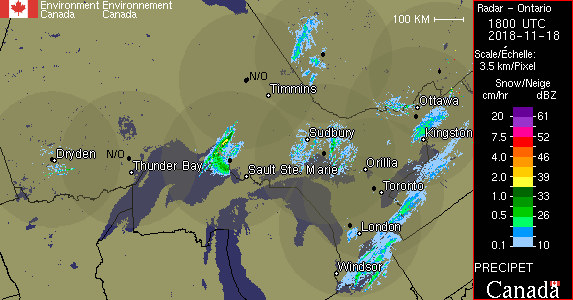 Environment Environnement
Canada Canada
100 KM
N/O
Timmins
Ottawa
Kingston
Sudbury
Dryden
N/O
Thunder Bay
Sault Ste. Marie
Orillia
Toronto
London
Windsor
Radar - Ontario
1800 UTC
2018-11-18
Scale/Échelle:
3.5 km/Pixel
Snow/Neige
cm/hr dBZ
20 61
7.5 52
4.0 46
2.0 39
1.0 33
0.5 26
0.1 10
PRECIPET
Canada